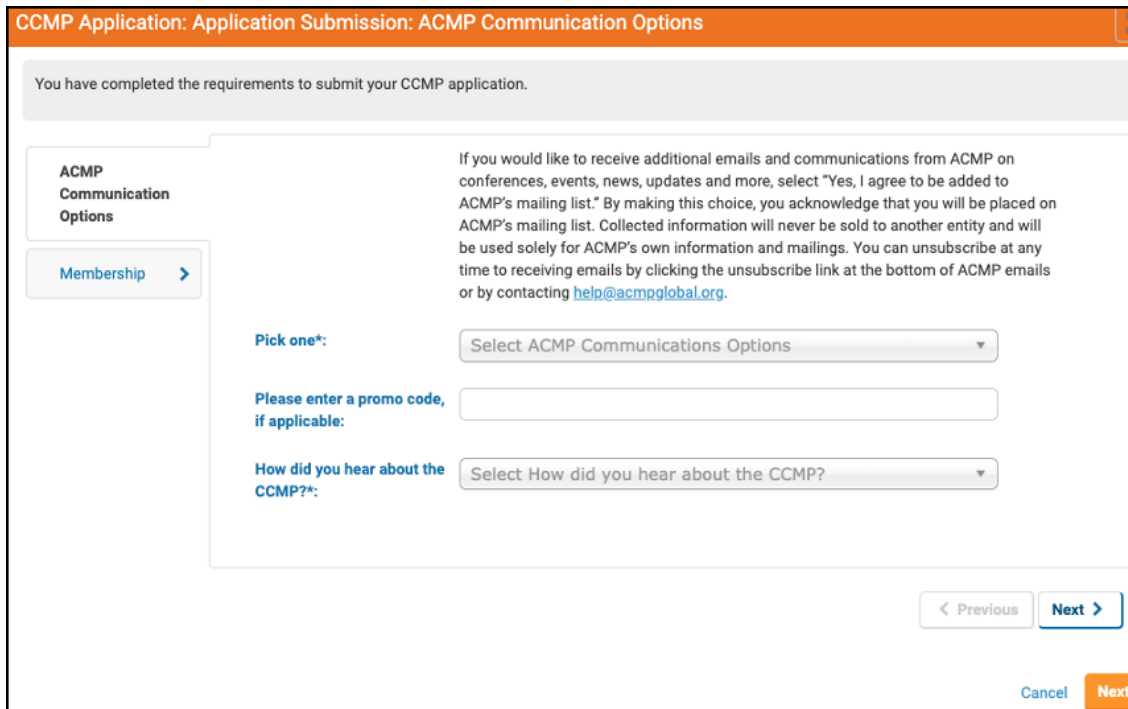 CCMP Application: Application Submission: ACMP Communication Options
You have completed the requirements to submit your CCMP application.
ACMP
Communication
Options
Membership
If you would like to receive additional emails and communications from ACMP on
conferences, events, news, updates and more, select "Yes, I agree to be added to
ACMP's mailing list." By making this choice, you acknowledge that you will be placed on
ACMP's mailing list. Collected information will never be sold to another entity and will
be used solely for ACMP's own information and mailings. You can unsubscribe at any
time to receiving emails by clicking the unsubscribe link at the bottom of ACMP emails
or by contacting help@acmpglobal.org.
Pick one*:
Select ACMP Communications Options
Please enter a promo code,
if applicable:
How did you hear about the
CCMP?*:
Select How did you hear about the CCMP?
Previous
Next
Cancel
Next